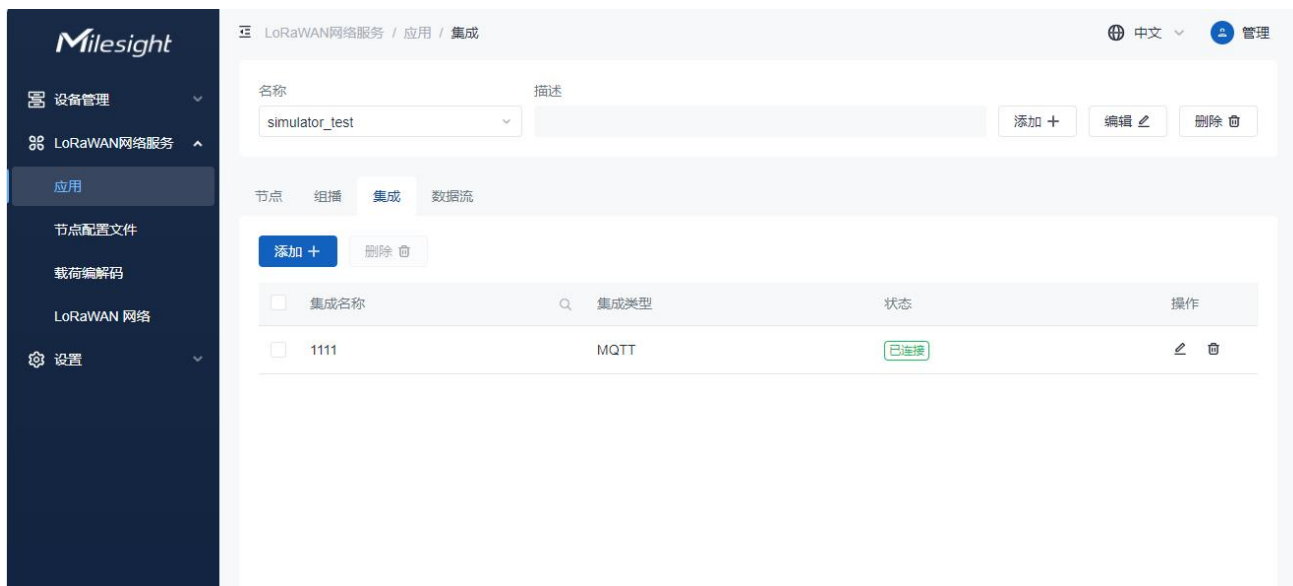 Milesight
设备管理
LoRaWAN网络服务
应用
节点配置文件
载荷编解码
LoRaWAN 网络
设置
LoRaWAN网络服务 / 应用 / 集成
中文
管理
名称
描述
simulator_test
添加
编辑
删除
节点 组播 集成 数据流
添加
删除
集成名称 集成类型 状态 操作
1111 MQTT 已连接